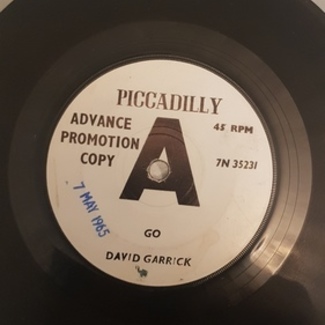 PICCADILLY
ADVANCE
PROMOTION
COPY
A
45 RPM
7N 35231
7 MAY 1965
GO
DAVID GARRICK